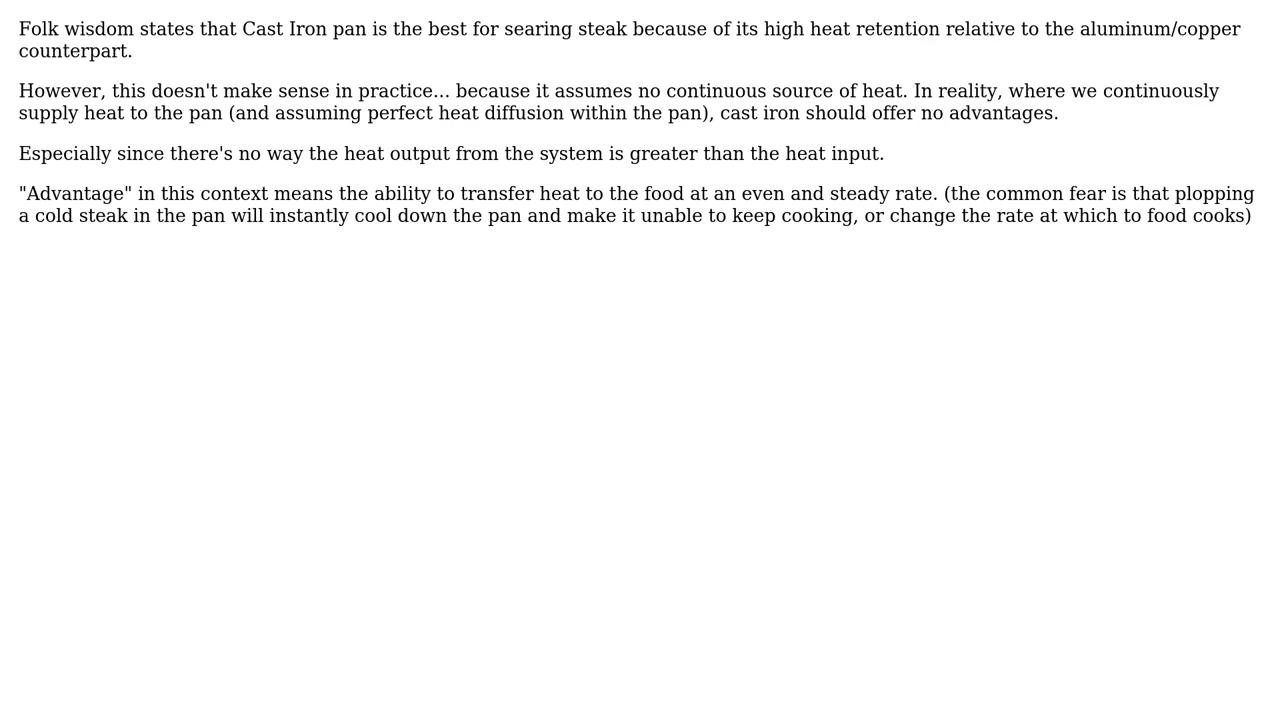 Folk wisdom states that Cast Iron pan is the best for searing steak because of its high heat retention relative to the aluminum/copper
counterpart.
However, this doesn't make sense in practice... because it assumes no continuous source of heat. In reality, where we continuously
supply heat to the pan (and assuming perfect heat diffusion within the pan), cast iron should offer no advantages.
Especially since there's no way the heat output from the system is greater than the heat input.
"Advantage" in this context means the ability to transfer heat to the food at an even and steady rate. (the common fear is that plopping
a cold steak in the pan will instantly cool down the pan and make it unable to keep cooking, or change the rate at which to food cooks)